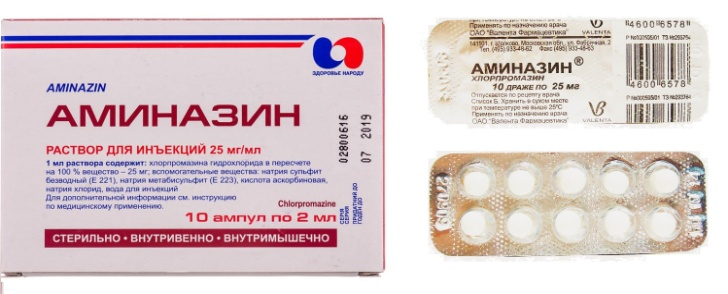 ЗДОРОВЬЕ НАРОДУ
AMINAZIN
АМИНАЗИН
РАСТВОР ДЛЯ ИНЪЕКЦИЙ 25 мг/мл
1 мл раствора содержит: хлорпромазина гидрохлорида в пересчете
на 100 % вещество – 25 мг; вспомогательные вещества: натрия сульфит
безводный (Е 221), натрия метабисульфит (Е 223), кислота аскорбиновая,
натрия хлорид, вода для инъекций
Для дополнительной информации см. инструкцию
по медицинскому применению.
Chlorpromazine
10 ампул по 2 мл
СТЕРИЛЬНО • ВНУТРИВЕННО • ВНУТРИМЫШЕЧНО
02800616
07 2019
СЕРІЯ
СЕРИЯ
ПРИДАТНИЙ ДО
ГОДЕН ДО
Применять по назначению врача
ОАО "Валента Фармацевтика"
141101, г. Щелково, Московская обл, ул. Фабричная, 2
Тел. (495) 933-48-62 Факс (495) 933-48-63
VALENTA
4600 6578
АМИНАЗИН®
ХЛОРПРОМАЗИН
10 ДРАЖЕ ПО 25 МГ
Отпускается по рецепту врача
Список Б. Хранить в сухом месте
при температуре не выше 25°С
Применять по назначению врача
ОАО "Валента Фармацевтика"
VALENTA
4600 6578
270509